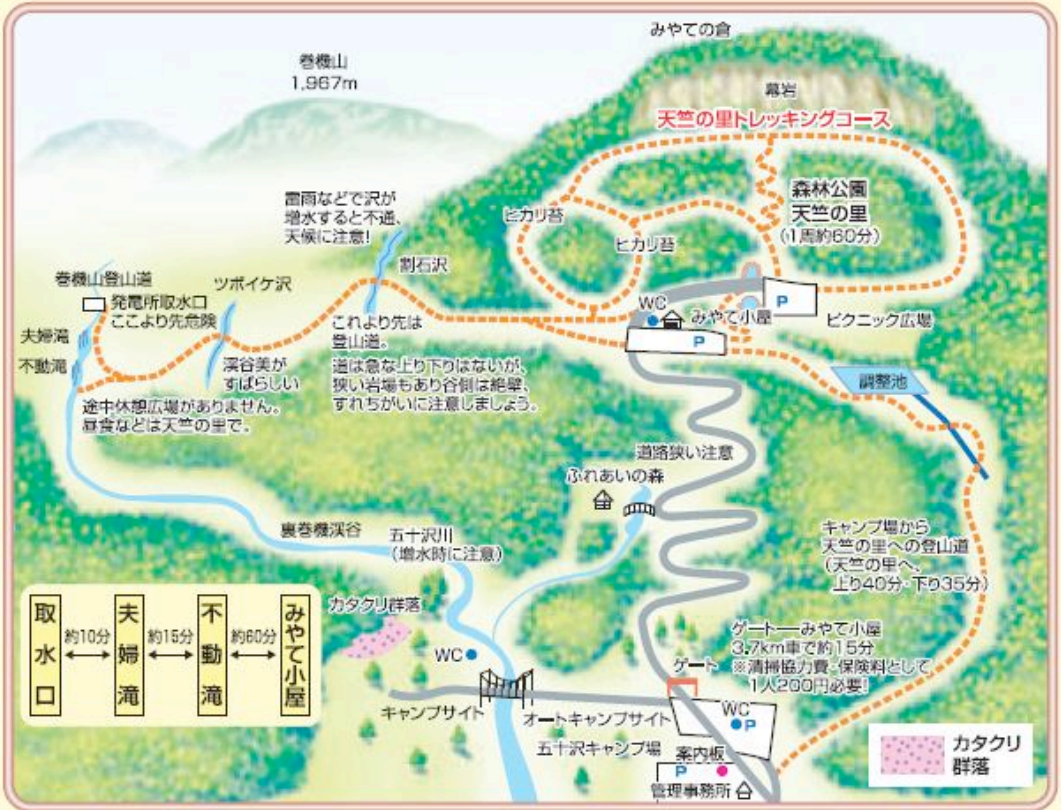 みやての倉
巻機山
1,967m
幕岩
天竺の里トレッキングコース
雷雨などで沢が
増水すると不通、
天候に注意!
ヒカリ苔
ヒカリ苔
森林公園
天竺の里
(1周約60分)
割石沢
巻機山登山道
ツボイケ沢
発電所取水口
ここより先危険
夫婦滝
不動滝
渓谷美が
すばらしい
これより先は
登山道。
道は急な上り下りはないが、
狭い岩場もあり谷側は絶壁、
すれちがいに注意しましょう。
途中休憩広場がありません。
昼食などは天竺の里で。
WC
みやて小屋
P
P
ピクニック広場
調整池
道路狭い注意
ふれあいの森
裏巻機渓谷
五十沢川
(増水時に注意)
キャンプ場から
天竺の里への登山道
(天竺の里へ、
上り40分・下り35分)
取水口
約10分
夫婦滝
約15分
不動滝
約60分
みやて小屋
カタクリ群落
WC
ゲート──みやて小屋
3.7km車で約15分
※清掃協力費・保険料として
1人200円必要!
ゲート
キャンプサイト
オートキャンプサイト
WC
P
五十沢キャンプ場
案内板
P
管理事務所
カタクリ
群落